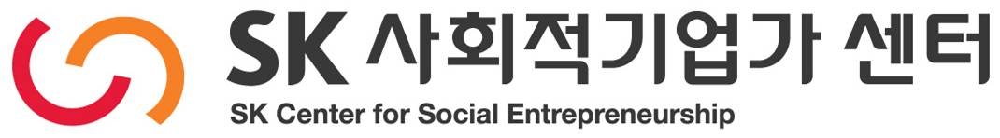 SK 사회적기업가 센터
SK Center for Social Entrepreneurship